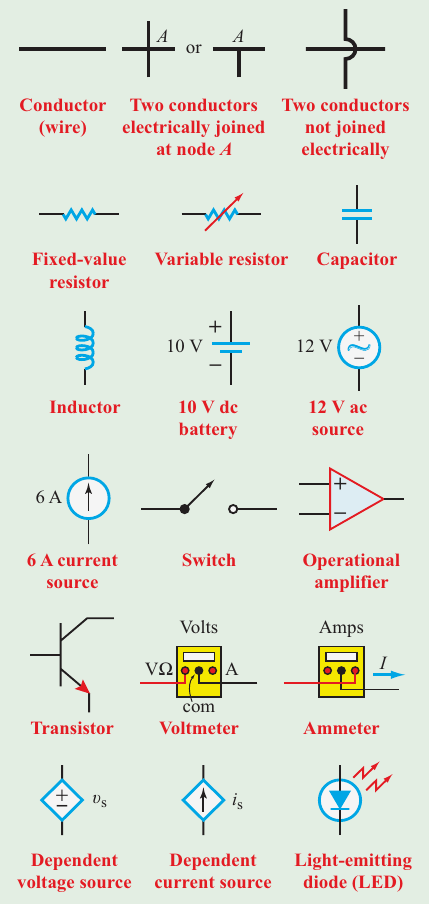 A or A
Conductor
(wire)
Two conductors
electrically joined
at node A
Two conductors
not joined
electrically
Fixed-value
resistor
Variable resistor
Capacitor
Inductor
+
10 V
−
10 V dc
battery
12 V
+
−
12 V ac
source
6 A
6 A current
source
Switch
+
−
Operational
amplifier
Transistor
Volts
VΩ
A
com
Voltmeter
Amps
I
Ammeter
+
−
υs
Dependent
voltage source
is
Dependent
current source
Light-emitting
diode (LED)